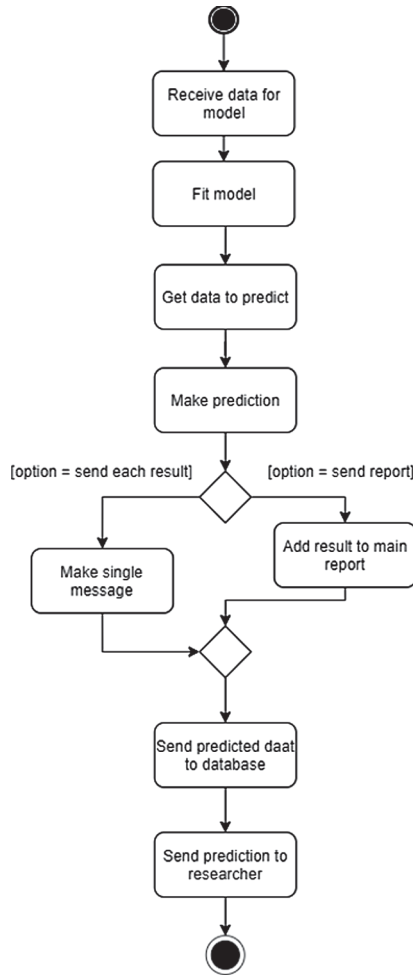 Receive data for
model
Fit model
Get data to predict
Make prediction
[option = send each result]
[option = send report]
Make single
message
Add result to main
report
Send predicted daat
to database
Send prediction to
researcher